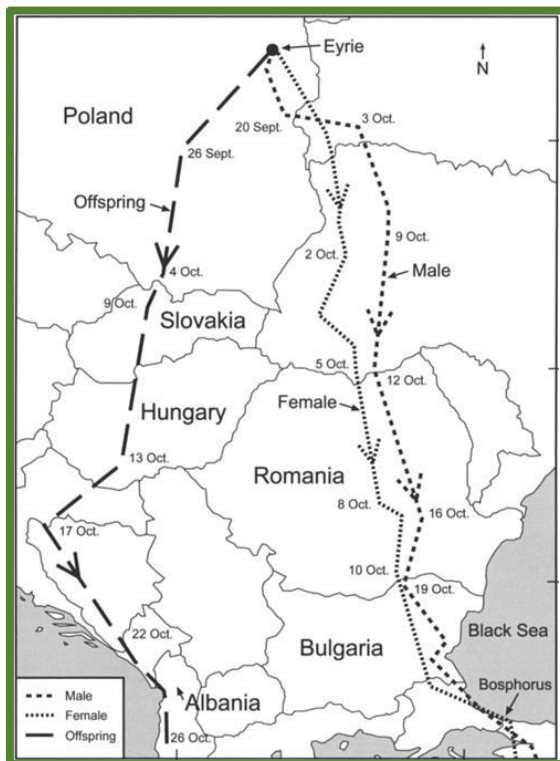 Eyrie
N
Poland
20 Sept.
3 Oct.
26 Sept.
Offspring
2 Oct.
9 Oct.
Male
4 Oct.
9 Oct.
Slovakia
5 Oct.
12 Oct.
Hungary
Female
13 Oct.
Romania
8 Oct.
16 Oct.
17 Oct.
10 Oct.
19 Oct.
22 Oct.
Bulgaria
Black Sea
Bosphorus
Albania
26 Oct.
Male
Female
Offspring